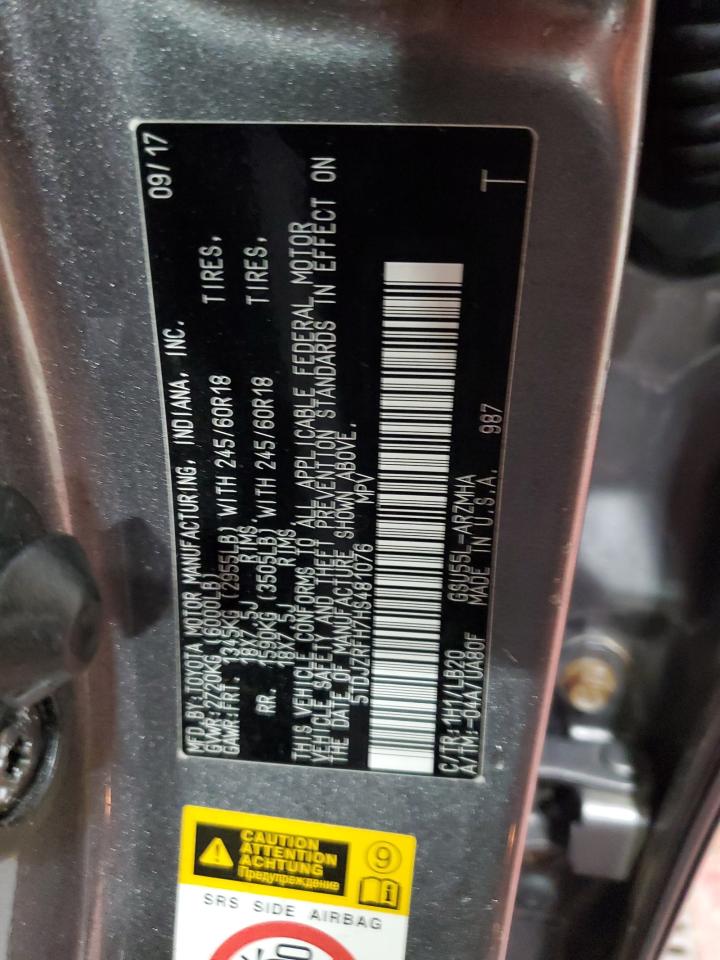 09/17
MFD.BY:TOYOTA MOTOR MANUFACTURING, INDIANA, INC.
GVWR:2720KG(6000LB)
GAWR:FRT. 1345KG (2955LB) WITH 245/60R18 TIRES,
18X7.5J RIMS,
RR. 1590KG (3505LB) WITH 245/60R18 TIRES,
18X7.5J RIMS.
THIS VEHICLE CONFORMS TO ALL APPLICABLE FEDERAL MOTOR
VEHICLE SAFETY AND THEFT PREVENTION STANDARDS IN EFFECT ON
THE DATE OF MANUFACTURE SHOWN ABOVE.
5TDJZRFH7HS481076 MPV
C/TR:1H1/LB20 GSU55L-ARZMHA 987
A/TM:-04A/UA80F MADE IN U.S.A. T
CAUTION
ATTENTION
ACHTUNG
Предупреждение
9
SRS SIDE AIRBAG